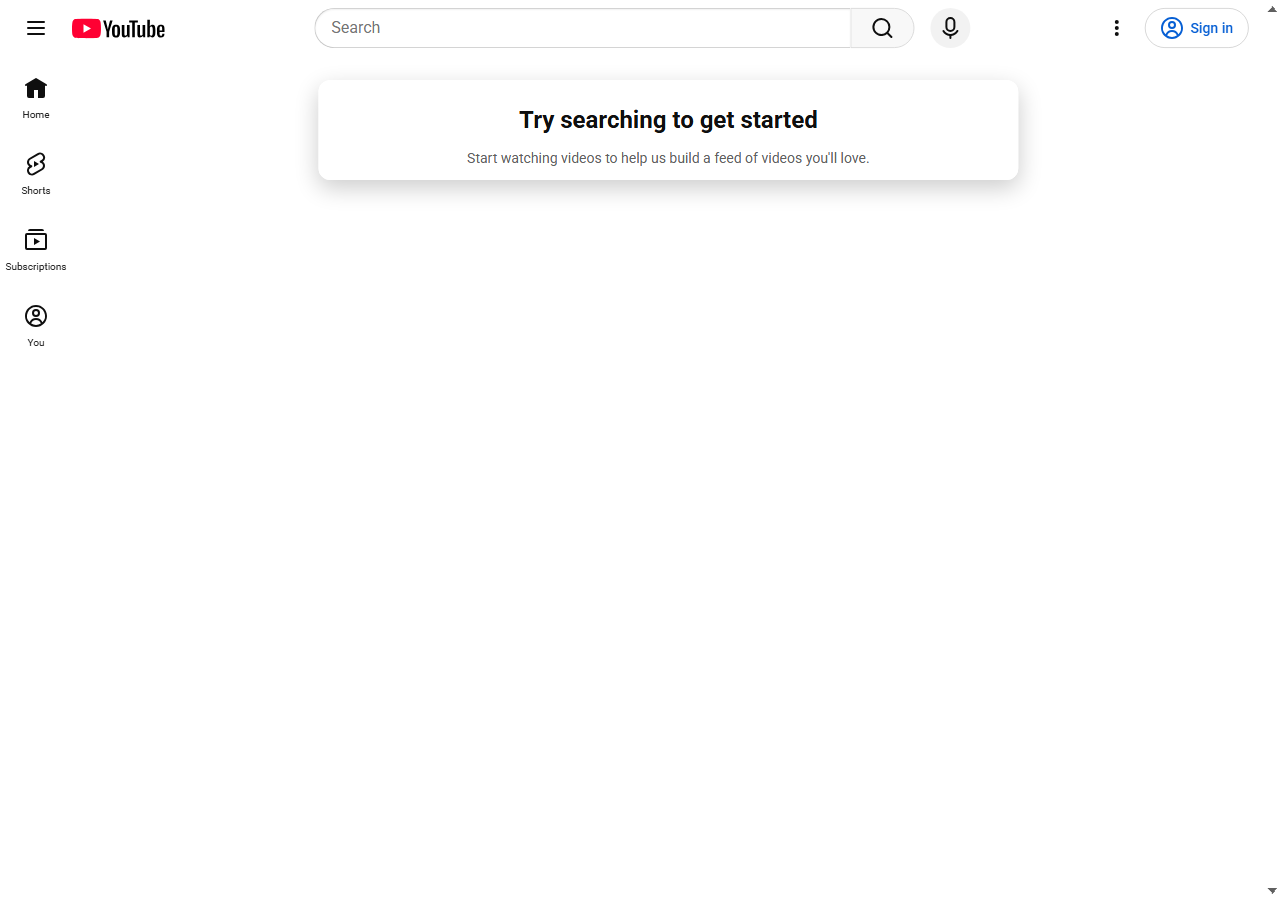 YouTube
Search
Sign in
Home
Shorts
Subscriptions
You
Try searching to get started
Start watching videos to help us build a feed of videos you'll love.